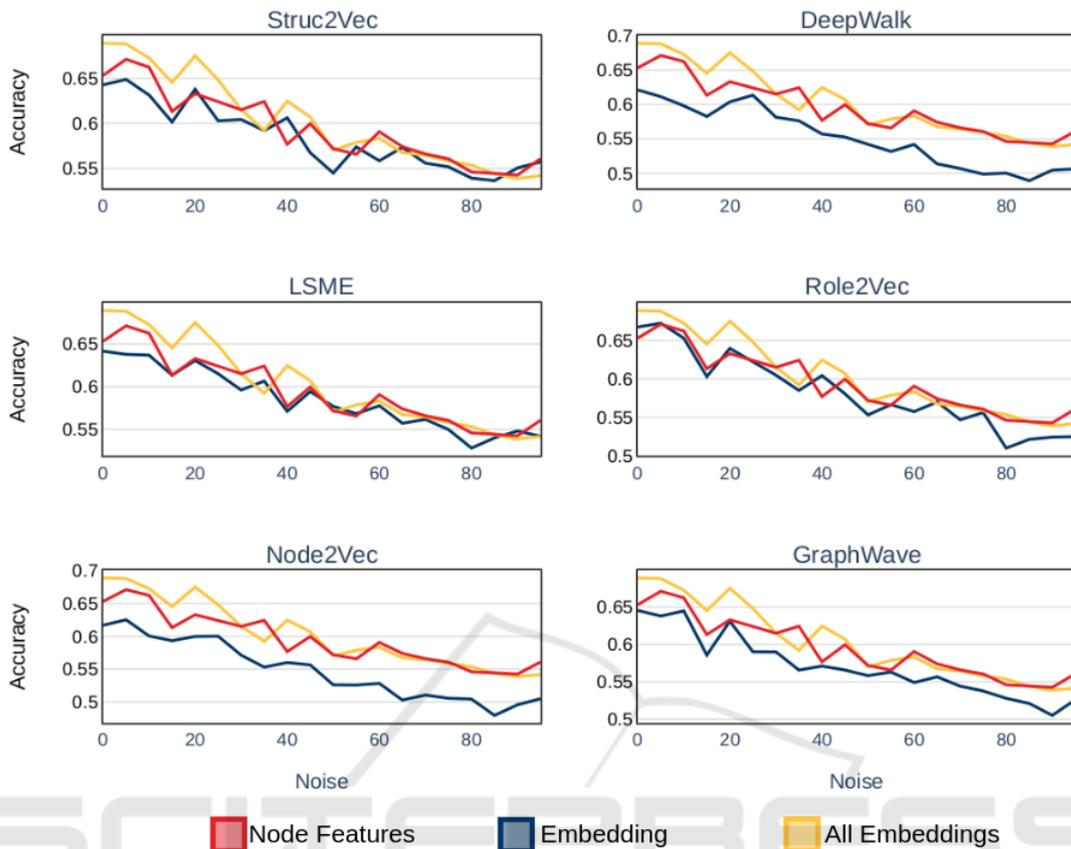 Struc2Vec DeepWalk
0.7
0.65 0.65
Accuracy
0.6 0.6
0.55 0.55
0.5
0 20 40 60 80 0 20 40 60 80
LSME Role2Vec
0.65 0.65
Accuracy
0.6 0.6
0.55 0.55
0.5
0 20 40 60 80 0 20 40 60 80
Node2Vec GraphWave
0.7
0.65 0.65
Accuracy
0.6 0.6
0.55 0.55
0.5 0.5
0 20 40 60 80 0 20 40 60 80
Noise Noise
Node Features Embedding All Embeddings